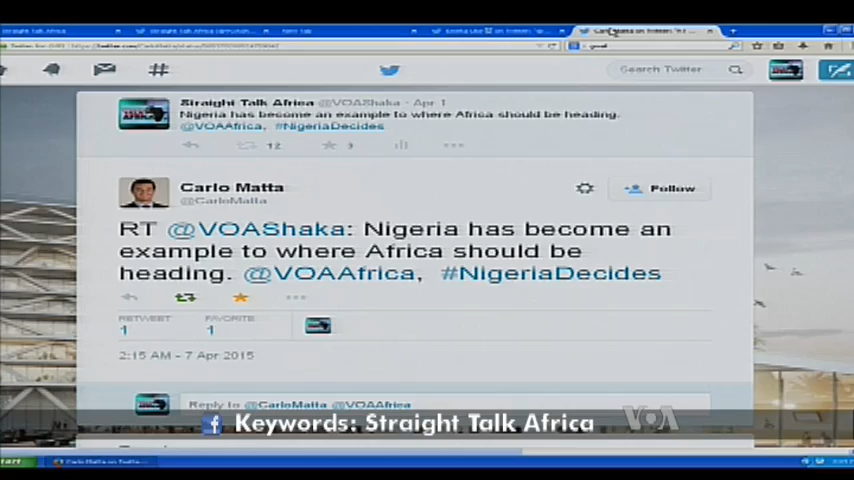 Search Twitter
Straight Talk Africa @VOAShaka · Apr 1
Nigeria has become an example to where Africa should be heading.
@VOAAfrica, #NigeriaDecides
12
3
Carlo Matta
@CarloMatta
Follow
RT @VOAShaka: Nigeria has become an
example to where Africa should be
heading. @VOAAfrica, #NigeriaDecides
RETWEET
FAVORITE
1
1
2:15 AM - 7 Apr 2015
Reply to @CarloMatta @VOAAfrica
Keywords: Straight Talk Africa
VOA
start